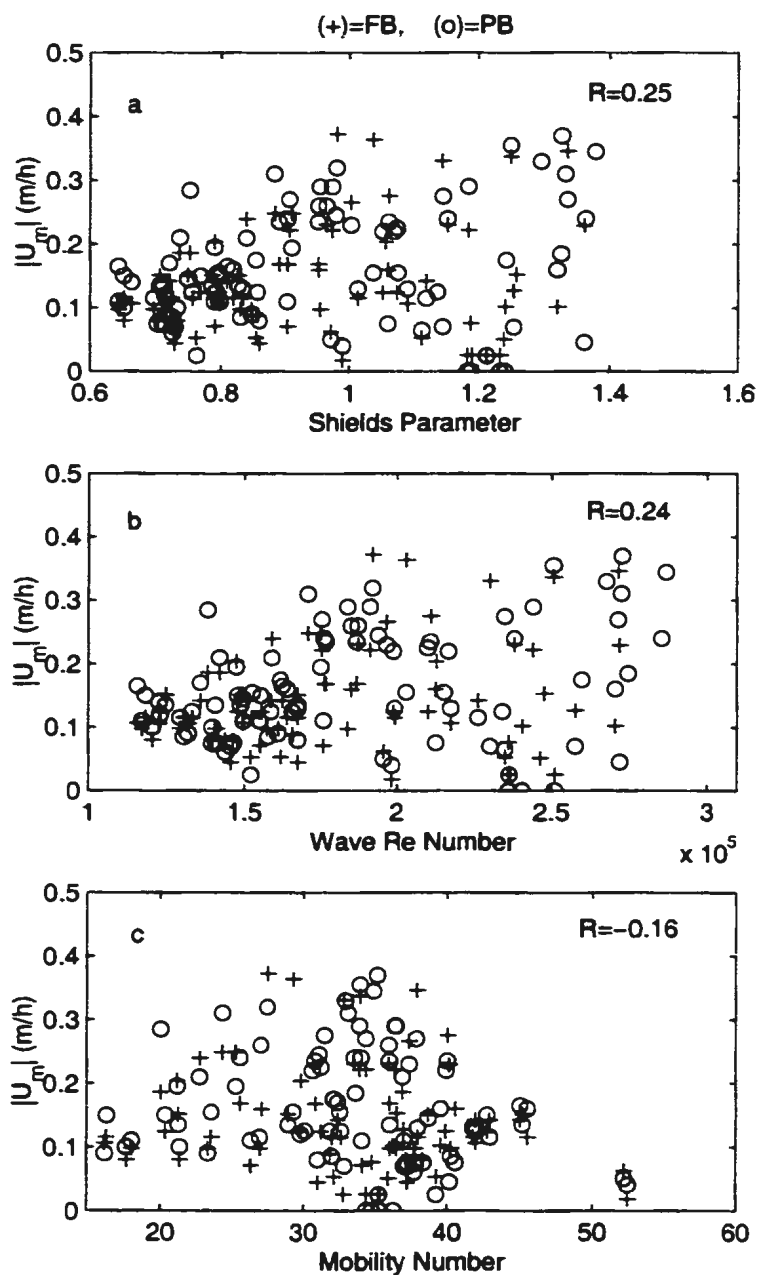 (+)=FB, (o)=PB
0.5
0.4
0.3
0.2
0.1
0
|U_m| (m/h)
a
R=0.25
0.6 0.8 1 1.2 1.4 1.6
Shields Parameter
0.5
0.4
0.3
0.2
0.1
0
|U_m| (m/h)
b
R=0.24
1 1.5 2 2.5 3
Wave Re Number
x 10^5
0.5
0.4
0.3
0.2
0.1
0
|U_m| (m/h)
c
R=-0.16
20 30 40 50 60
Mobility Number